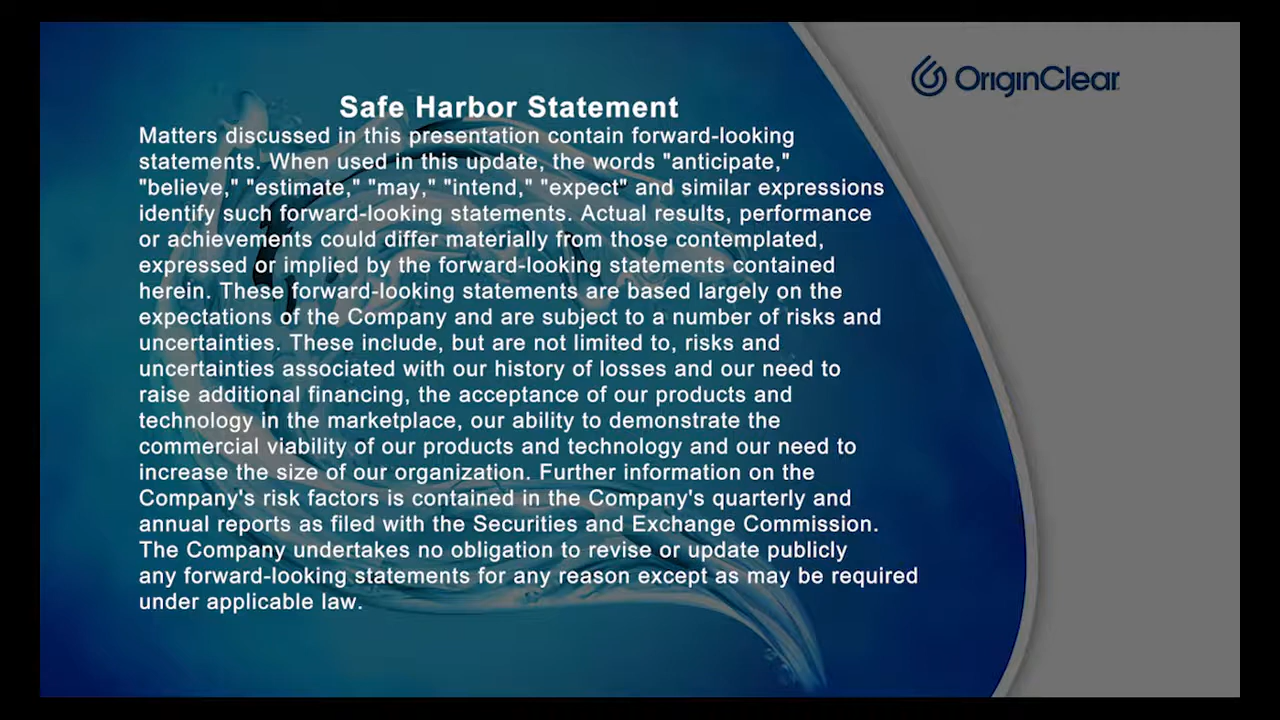 OriginClear
Safe Harbor Statement
Matters discussed in this presentation contain forward-looking
statements. When used in this update, the words "anticipate,"
"believe," "estimate," "may," "intend," "expect" and similar expressions
identify such forward-looking statements. Actual results, performance
or achievements could differ materially from those contemplated,
expressed or implied by the forward-looking statements contained
herein. These forward-looking statements are based largely on the
expectations of the Company and are subject to a number of risks and
uncertainties. These include, but are not limited to, risks and
uncertainties associated with our history of losses and our need to
raise additional financing, the acceptance of our products and
technology in the marketplace, our ability to demonstrate the
commercial viability of our products and technology and our need to
increase the size of our organization. Further information on the
Company's risk factors is contained in the Company's quarterly and
annual reports as filed with the Securities and Exchange Commission.
The Company undertakes no obligation to revise or update publicly
any forward-looking statements for any reason except as may be required
under applicable law.